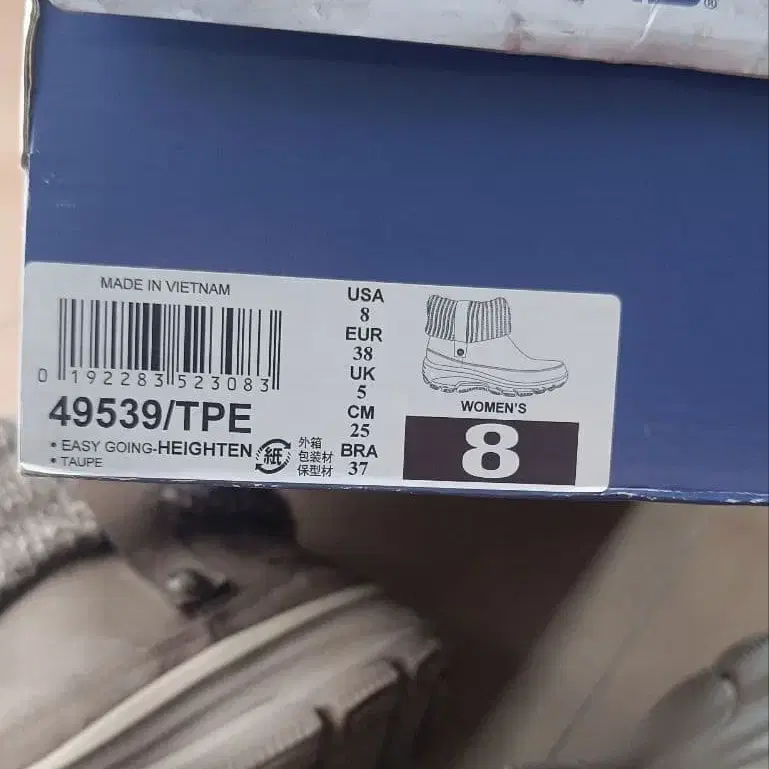 ®
MADE IN VIETNAM
0 192283 523083
49539/TPE
• EASY GOING-HEIGHTEN
• TAUPE
紙
外箱
包装材
保型材
USA
8
EUR
38
UK
5
CM
25
BRA
37
WOMEN'S
8